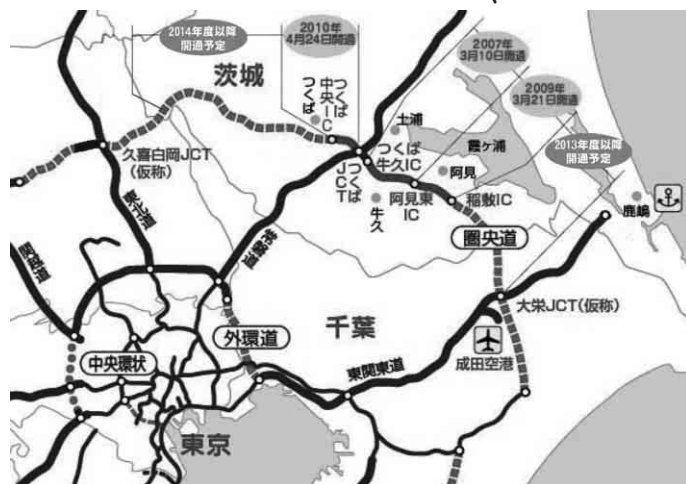 2014年度以降
開通予定
2010年
4月24日開通
2007年
3月10日開通
2009年
3月21日開通
2013年度以降
開通予定
茨城
つくば
つくば
中央IC
土浦
霞ヶ浦
つくば
牛久IC
つくば
JCT
阿見
阿見東
IC
稲敷IC
牛久
久喜白岡JCT
(仮称)
東北道
常磐道
関越道
圏央道
鹿嶋
大栄JCT(仮称)
外環道
千葉
成田空港
東関東道
中央環状
東京